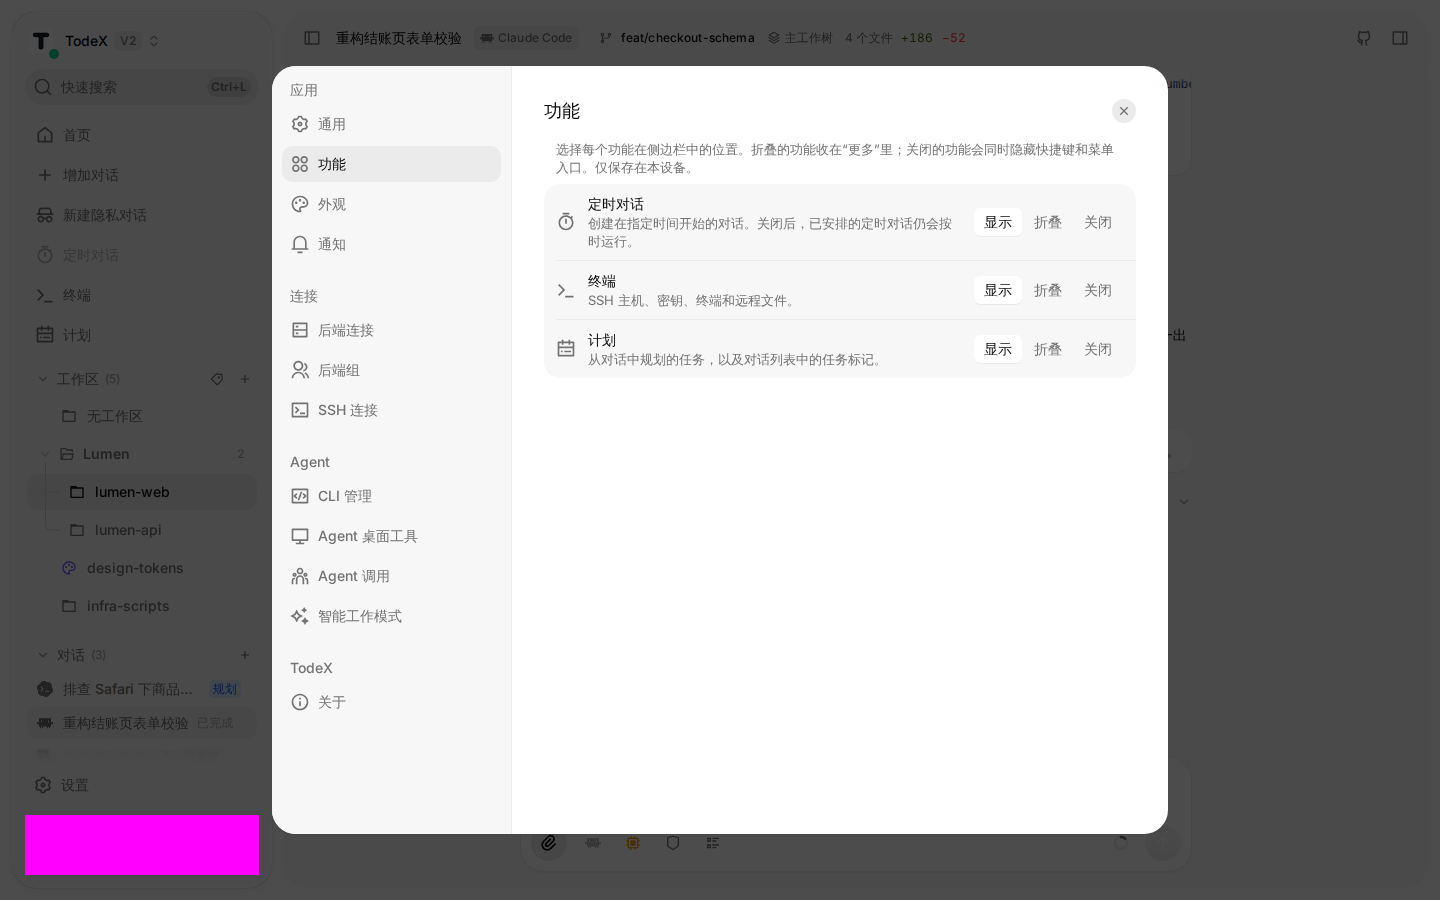 TodeX V2
快速搜索 Ctrl+L
首页
增加对话
新建隐私对话
定时对话
终端
计划
工作区 (5)
无工作区
Lumen 2
lumen-web
lumen-api
design-tokens
infra-scripts
对话 (3)
排查 Safari 下商品... 规划
重构结账页表单校验 已完成
设置
重构结账页表单校验 Claude Code feat/checkout-schema 主工作树 4 个文件 +186 −52
应用
通用
功能
外观
通知
连接
后端连接
后端组
SSH 连接
Agent
CLI 管理
Agent 桌面工具
Agent 调用
智能工作模式
TodeX
关于
功能
选择每个功能在侧边栏中的位置。折叠的功能收在“更多”里；关闭的功能会同时隐藏快捷键和菜单
入口。仅保存在本设备。
定时对话
创建在指定时间开始的对话。关闭后，已安排的定时对话仍会按
时运行。
显示 折叠 关闭
终端
SSH 主机、密钥、终端和远程文件。
显示 折叠 关闭
计划
从对话中规划的任务，以及对话列表中的任务标记。
显示 折叠 关闭